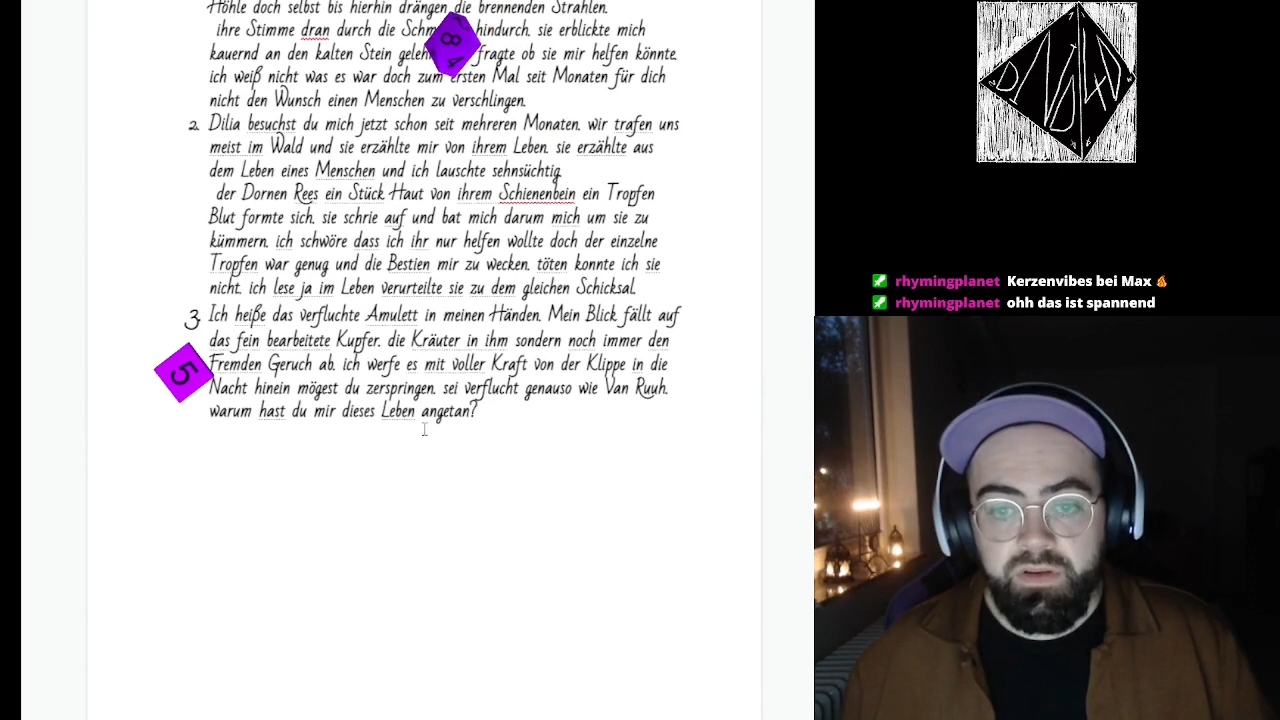 Höhle doch selbst bis hierhin drängen die brennenden Strahlen.
ihre Stimme dran durch die hindurch. sie erblickte mich
kauernd an den kalten Stein fragte ob sie mir helfen könnte.
ich weiß nicht was es war doch zum ersten Mal seit Monaten für dich
nicht den Wunsch einen Menschen zu verschlingen.
2. Dilia besuchst du mich jetzt schon seit mehreren Monaten. wir trafen uns
meist im Wald und sie erzählte mir von ihrem Leben. sie erzählte aus
dem Leben eines Menschen und ich lauschte sehnsüchtig
der Dornen Rees ein Stück Haut von ihrem Schienenbein ein Tropfen
Blut formte sich. sie schrie auf und bat mich darum mich um sie zu
kümmern. ich schwöre dass ich ihr nur helfen wollte doch der einzelne
Tropfen war genug und die Bestien mir zu wecken. töten konnte ich sie
nicht. ich lese ja im Leben verurteilte sie zu dem gleichen Schicksal.
3. Ich heiße das verfluchte Amulett in meinen Händen. Mein Blick fällt auf
das fein bearbeitete Kupfer. die Kräuter in ihm sondern noch immer den
Fremden Geruch ab. ich werfe es mit voller Kraft von der Klippe in die
Nacht hinein mögest du zerspringen. sei verflucht genauso wie Van Ruuh.
warum hast du mir dieses Leben angetan?
8
4
5
rhymingplanet Kerzenvibes bei Max
rhymingplanet ohh das ist spannend